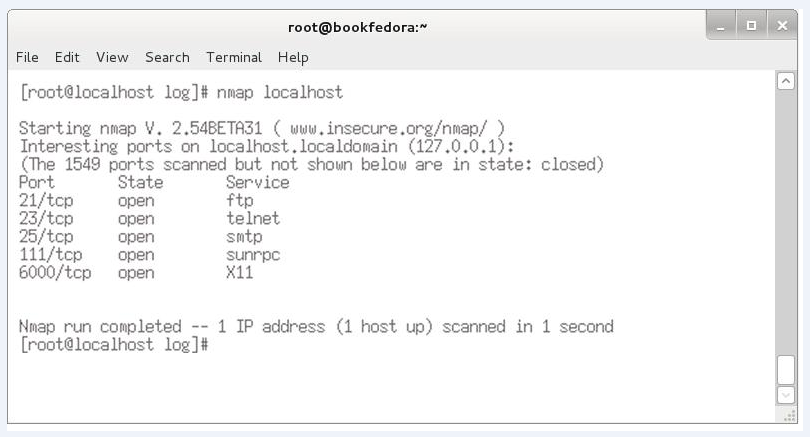 root@bookfedora:~
File Edit View Search Terminal Help
[root@localhost log]# nmap localhost
Starting nmap V. 2.54BETA31 ( www.insecure.org/nmap/ )
Interesting ports on localhost.localdomain (127.0.0.1):
(The 1549 ports scanned but not shown below are in state: closed)
Port State Service
21/tcp open ftp
23/tcp open telnet
25/tcp open smtp
111/tcp open sunrpc
6000/tcp open X11
Nmap run completed -- 1 IP address (1 host up) scanned in 1 second
[root@localhost log]#